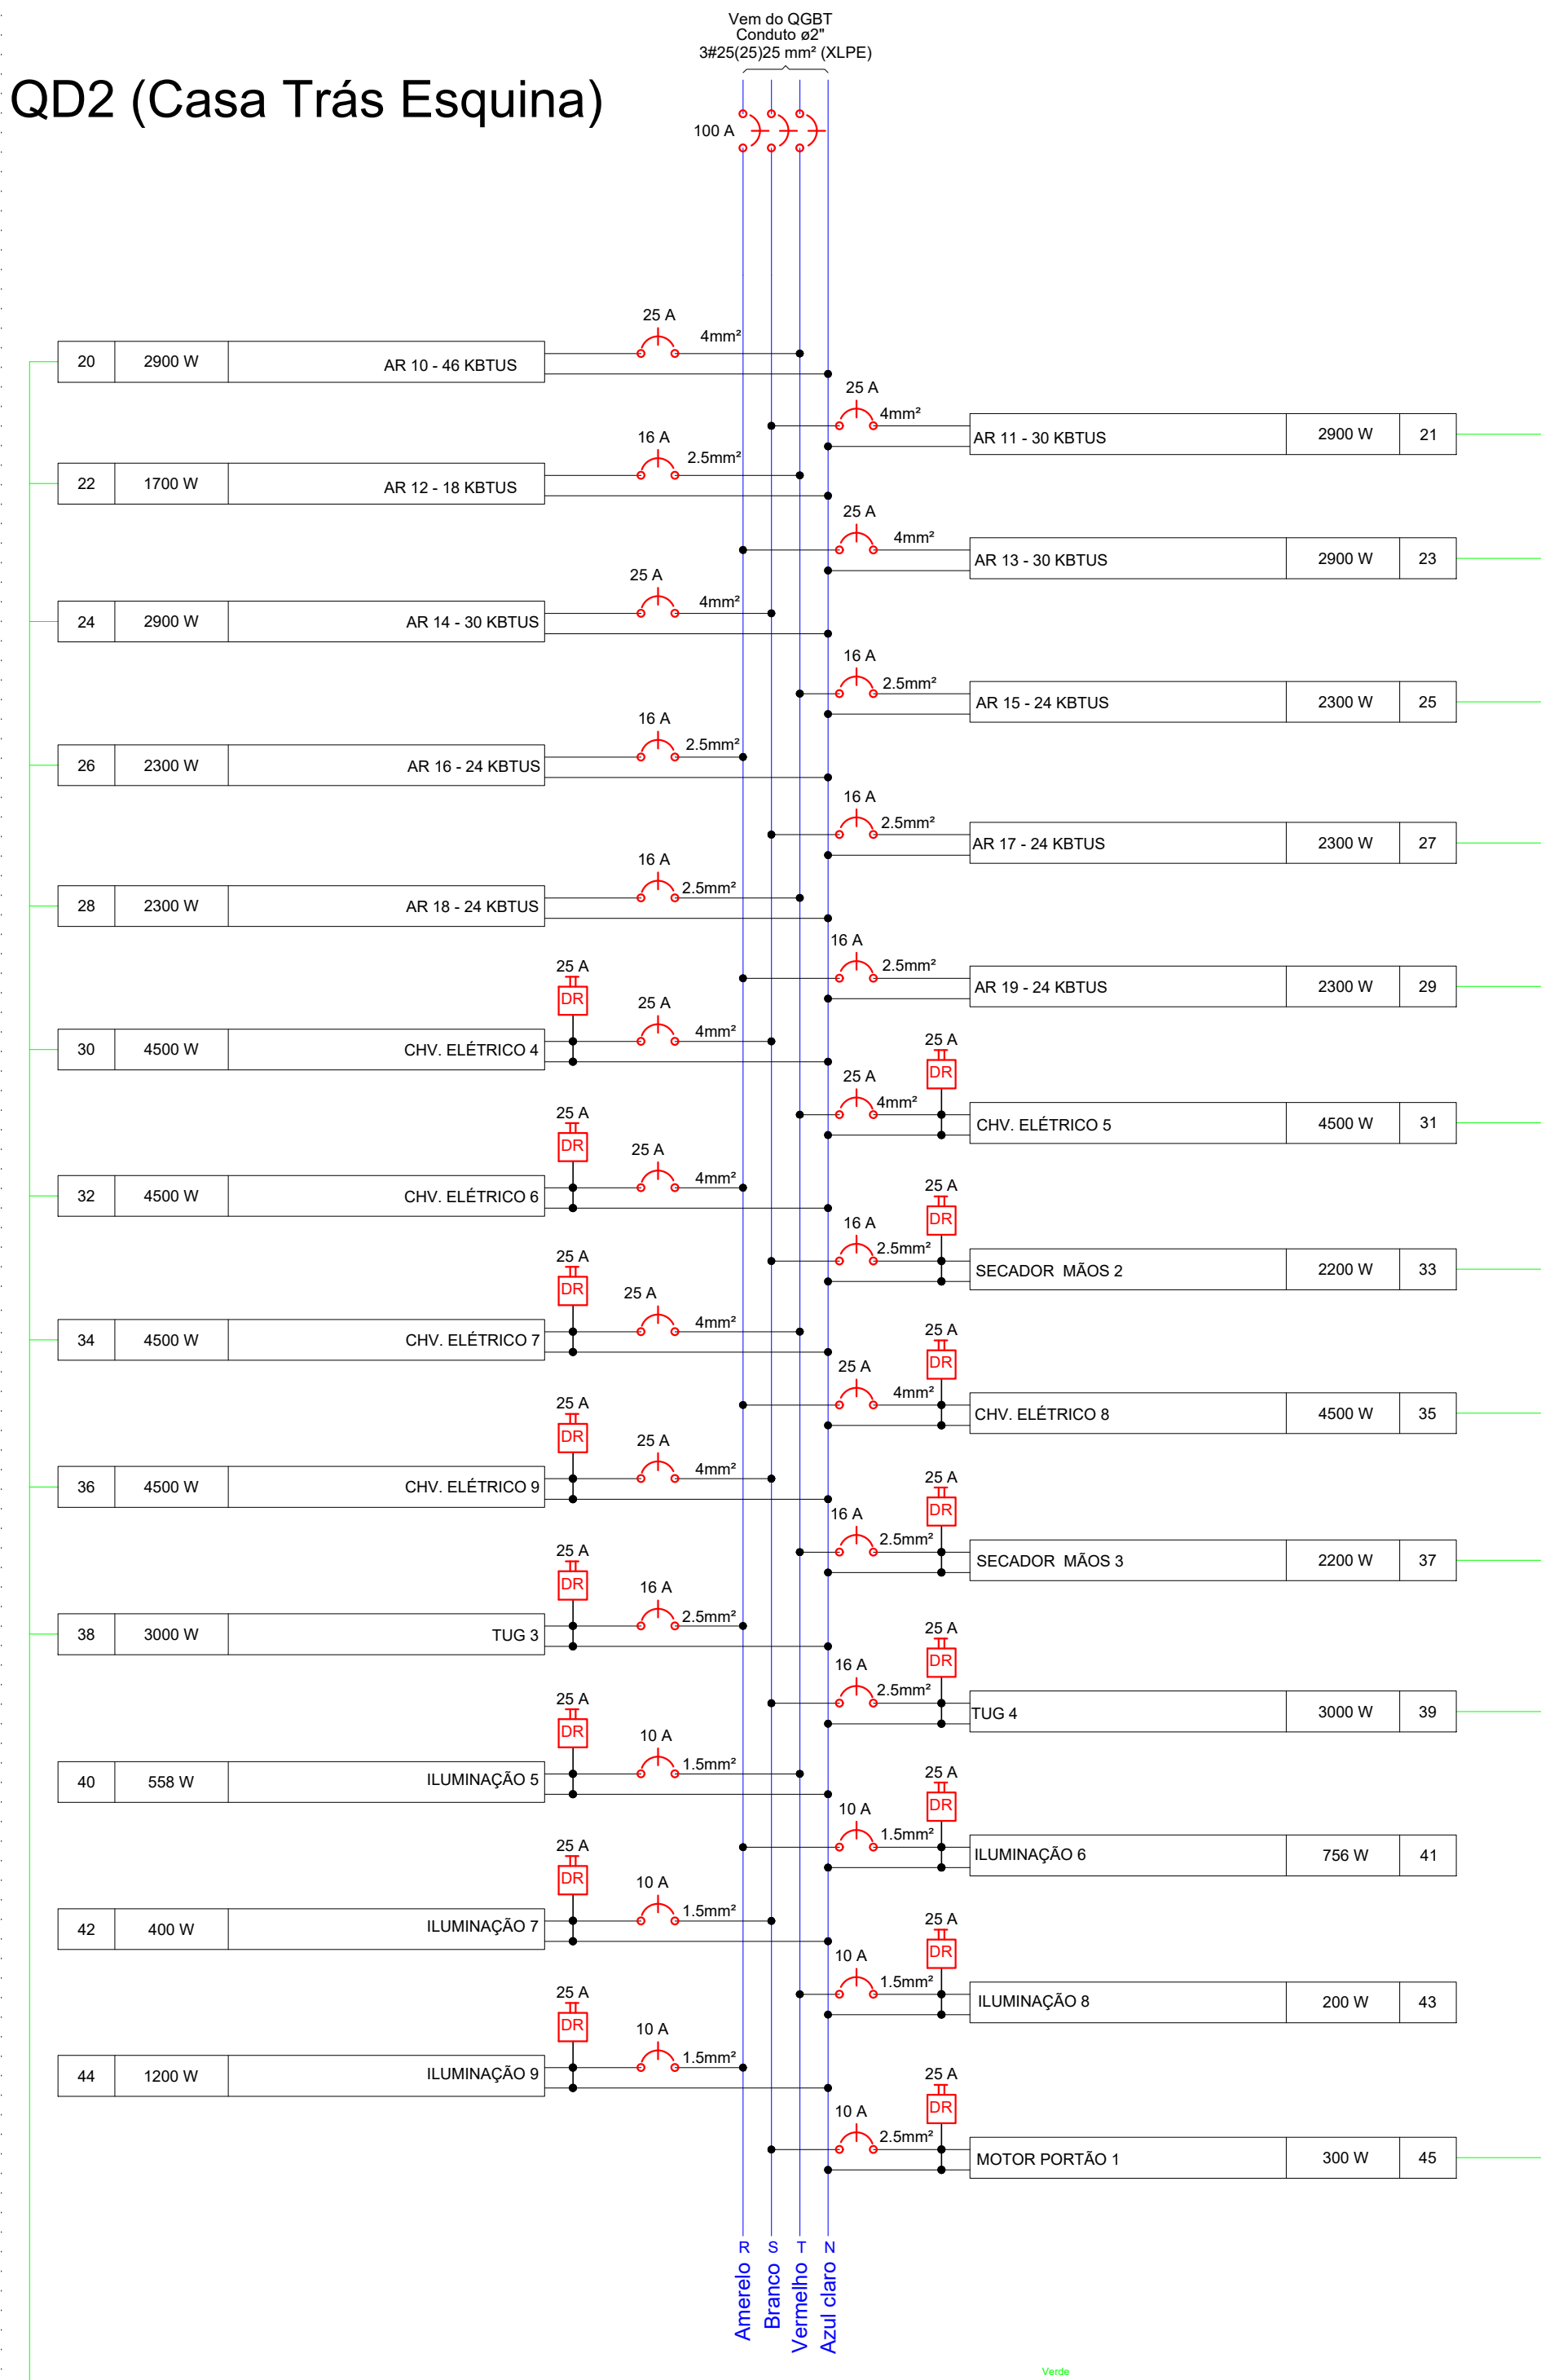 Vem do QGBT
Conduto ø2"
3#25(25)25 mm² (XLPE)
QD2 (Casa Trás Esquina)
100 A
25 A
4mm²
20 2900 W AR 10 - 46 KBTUS
25 A
4mm²
AR 11 - 30 KBTUS 2900 W 21
16 A
2.5mm²
22 1700 W AR 12 - 18 KBTUS
25 A
4mm²
AR 13 - 30 KBTUS 2900 W 23
25 A
4mm²
24 2900 W AR 14 - 30 KBTUS
16 A
2.5mm²
AR 15 - 24 KBTUS 2300 W 25
16 A
2.5mm²
26 2300 W AR 16 - 24 KBTUS
16 A
2.5mm²
AR 17 - 24 KBTUS 2300 W 27
16 A
2.5mm²
28 2300 W AR 18 - 24 KBTUS
16 A
2.5mm²
AR 19 - 24 KBTUS 2300 W 29
25 A
DR
25 A
4mm²
30 4500 W CHV. ELÉTRICO 4
25 A
DR
25 A
4mm²
CHV. ELÉTRICO 5 4500 W 31
25 A
DR
25 A
4mm²
32 4500 W CHV. ELÉTRICO 6
25 A
DR
16 A
2.5mm²
SECADOR MÃOS 2 2200 W 33
25 A
DR
25 A
4mm²
34 4500 W CHV. ELÉTRICO 7
25 A
DR
25 A
4mm²
CHV. ELÉTRICO 8 4500 W 35
25 A
DR
25 A
4mm²
36 4500 W CHV. ELÉTRICO 9
25 A
DR
16 A
2.5mm²
SECADOR MÃOS 3 2200 W 37
25 A
DR
16 A
2.5mm²
38 3000 W TUG 3
25 A
DR
16 A
2.5mm²
TUG 4 3000 W 39
25 A
DR
10 A
1.5mm²
40 558 W ILUMINAÇÃO 5
25 A
DR
10 A
1.5mm²
ILUMINAÇÃO 6 756 W 41
25 A
DR
10 A
1.5mm²
42 400 W ILUMINAÇÃO 7
25 A
DR
10 A
1.5mm²
ILUMINAÇÃO 8 200 W 43
25 A
DR
10 A
1.5mm²
44 1200 W ILUMINAÇÃO 9
25 A
DR
10 A
2.5mm²
MOTOR PORTÃO 1 300 W 45
R S T N
Amerelo
Branco
Vermelho
Azul claro
Verde